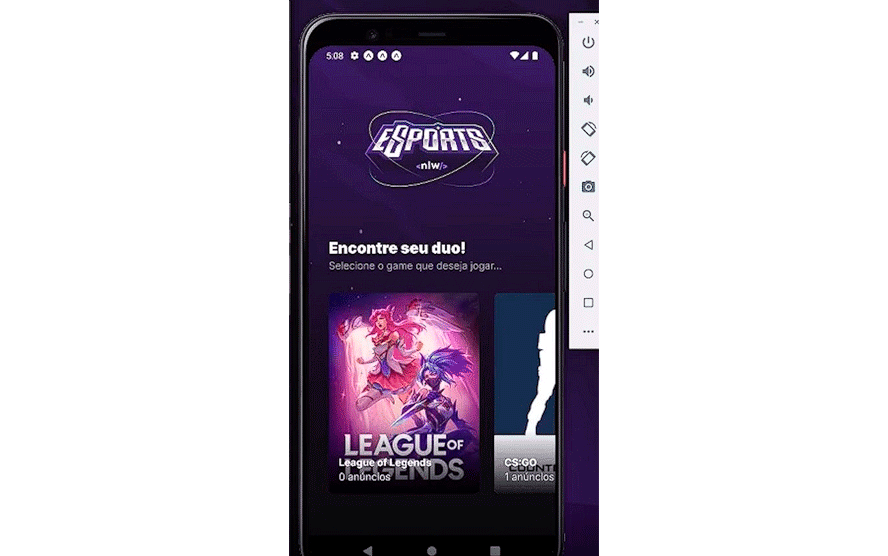 5:08
eSPORTS
<nlw/>
Encontre seu duo!
Selecione o game que deseja jogar...
LEAGUE OF
LEGENDS
League of Legends
0 anúncios
COUNT
CS:GO
1 anúncios